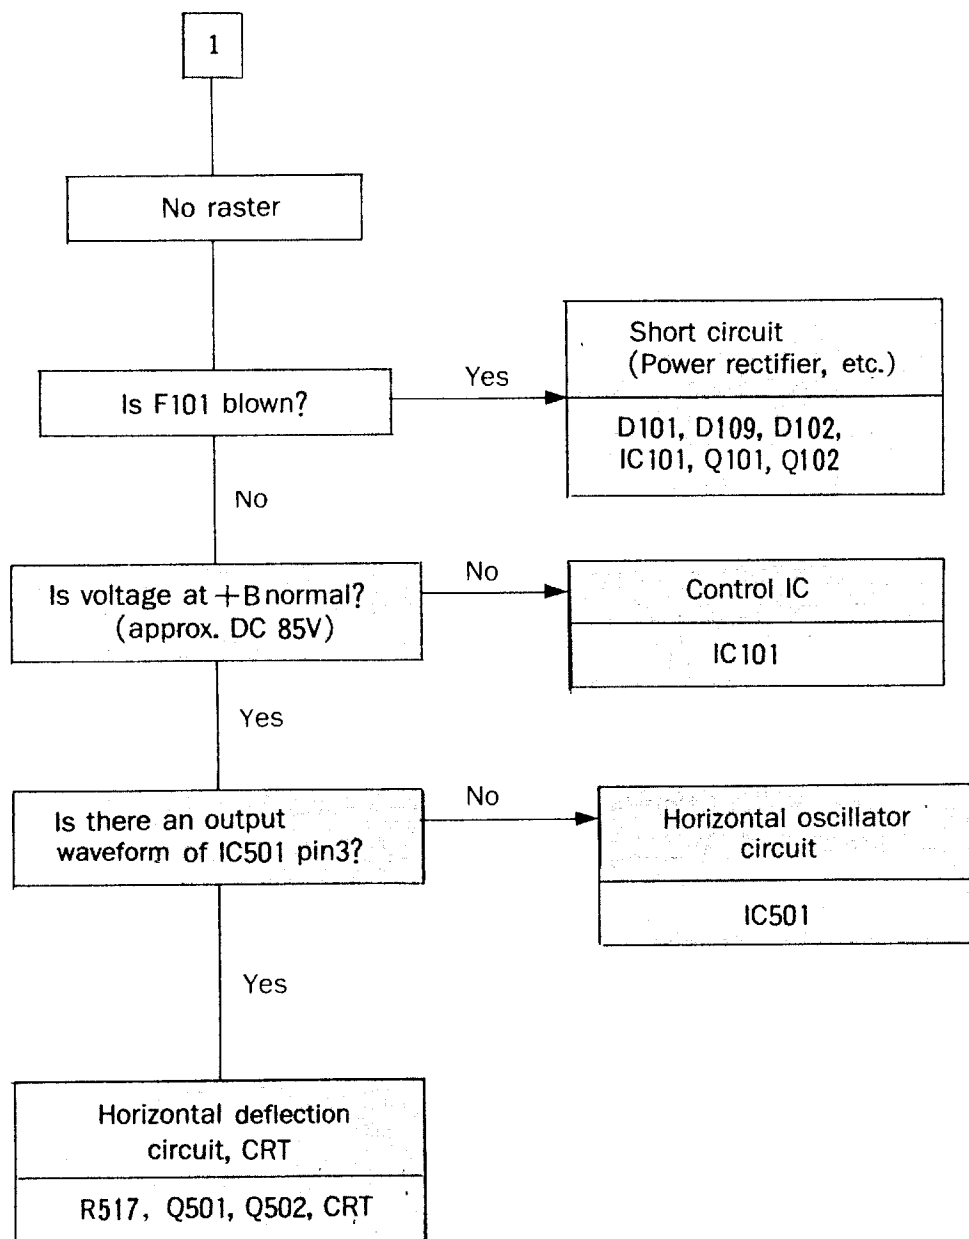 1
No raster
Is F101 blown?
Yes
Short circuit
(Power rectifier, etc.)
D101, D109, D102,
IC101, Q101, Q102
No
Is voltage at +B normal?
(approx. DC 85V)
No
Control IC
IC101
Yes
Is there an output
waveform of IC501 pin3?
No
Horizontal oscillator
circuit
IC501
Yes
Horizontal deflection
circuit, CRT
R517, Q501, Q502, CRT